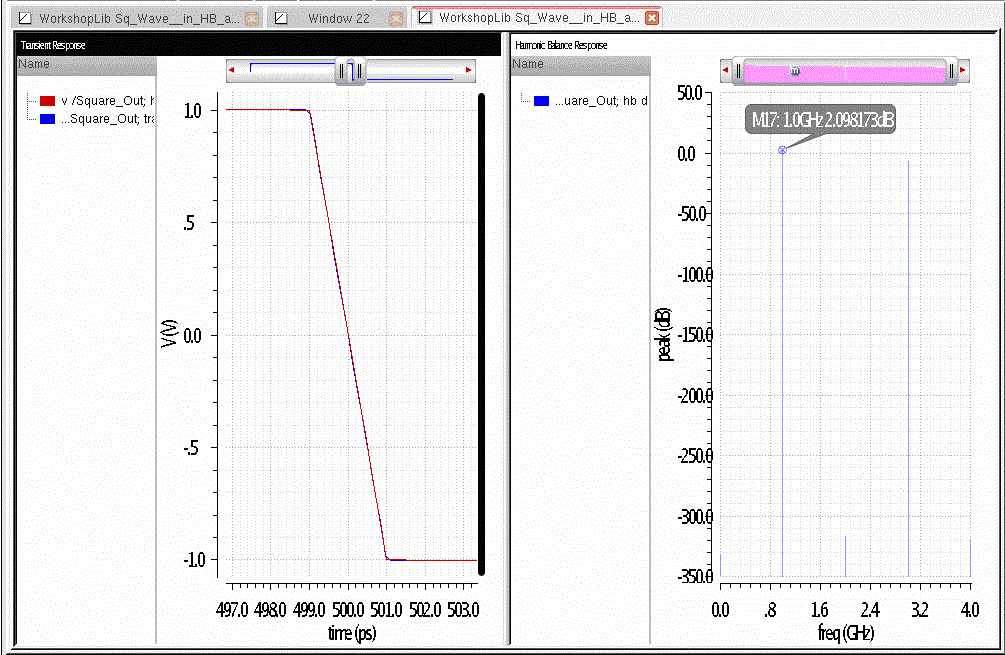 WorkshopLib Sq_Wave__in_HB_a...
Window 22
WorkshopLib Sq_Wave__in_HB_a...
Transient Response
Name
v /Square_Out; h
...Square_Out; tra
1.0
.5
0.0
-.5
-1.0
V (V)
497.0 498.0 499.0 500.0 501.0 502.0 503.0
time (ps)
Harmonic Balance Response
Name
...uare_Out; hb d
M17: 1.0GHz 2.098173dB
50.0
0.0
-50.0
-100.0
-150.0
-200.0
-250.0
-300.0
-350.0
peak (dB)
0.0 .8 1.6 2.4 3.2 4.0
freq (GHz)